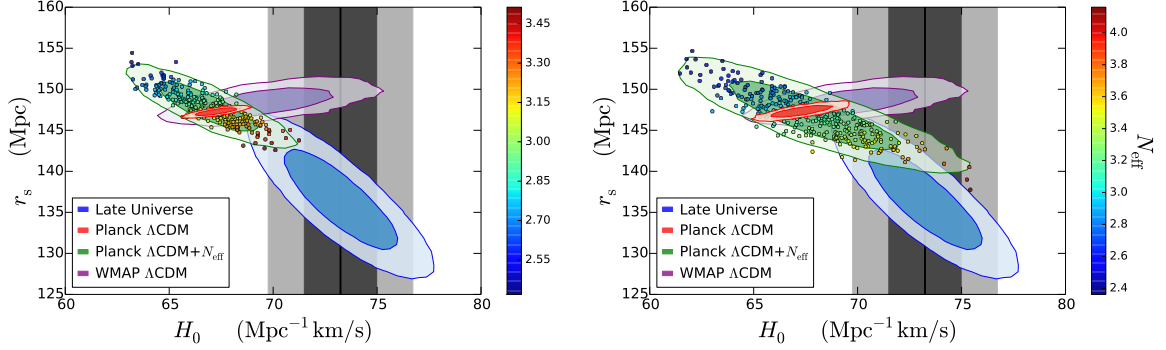 160
155
150
145
140
135
130
125
r_s (Mpc)
Late Universe
Planck ΛCDM
Planck ΛCDM+N_eff
WMAP ΛCDM
60 65 70 75 80
H_0 (Mpc⁻¹ km/s)
3.45
3.30
3.15
3.00
2.85
2.70
2.55
160
155
150
145
140
135
130
125
r_s (Mpc)
Late Universe
Planck ΛCDM
Planck ΛCDM+N_eff
WMAP ΛCDM
60 65 70 75 80
H_0 (Mpc⁻¹ km/s)
4.0
3.8
3.6
3.4
3.2
3.0
2.8
2.6
2.4
N_eff